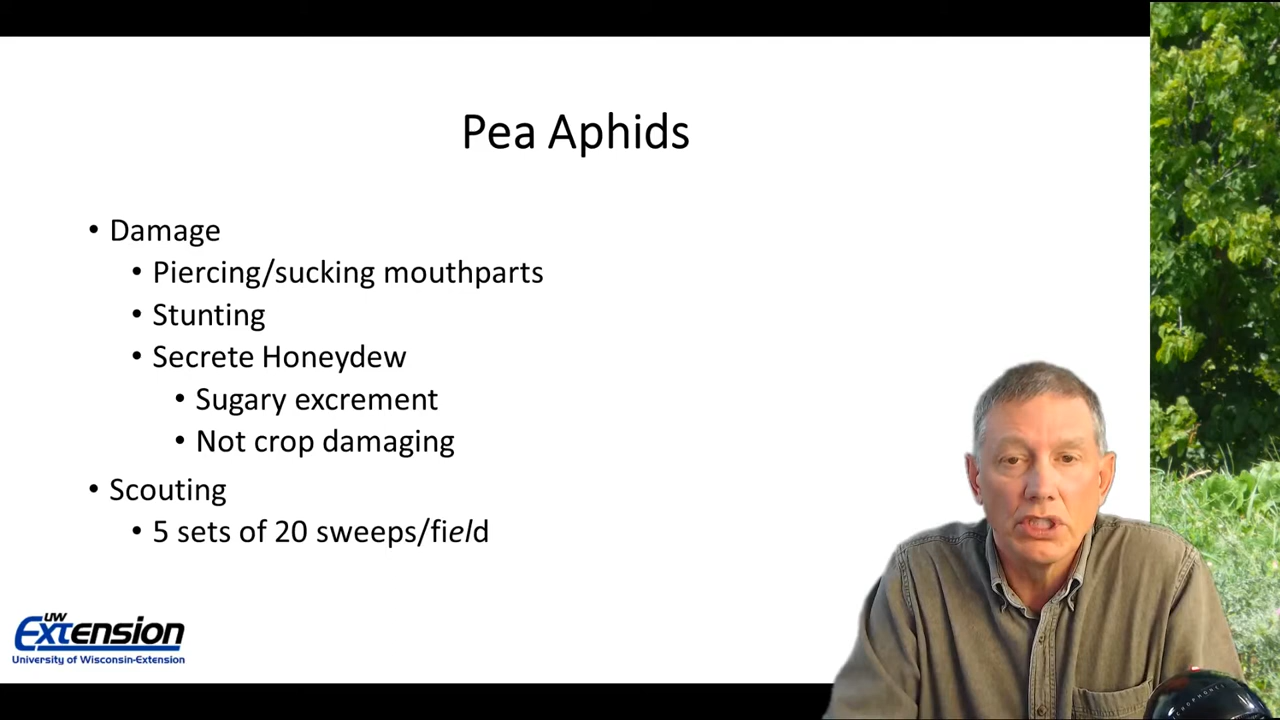 Pea Aphids
• Damage
• Piercing/sucking mouthparts
• Stunting
• Secrete Honeydew
• Sugary excrement
• Not crop damaging
• Scouting
• 5 sets of 20 sweeps/field
UW
Extension
University of Wisconsin-Extension